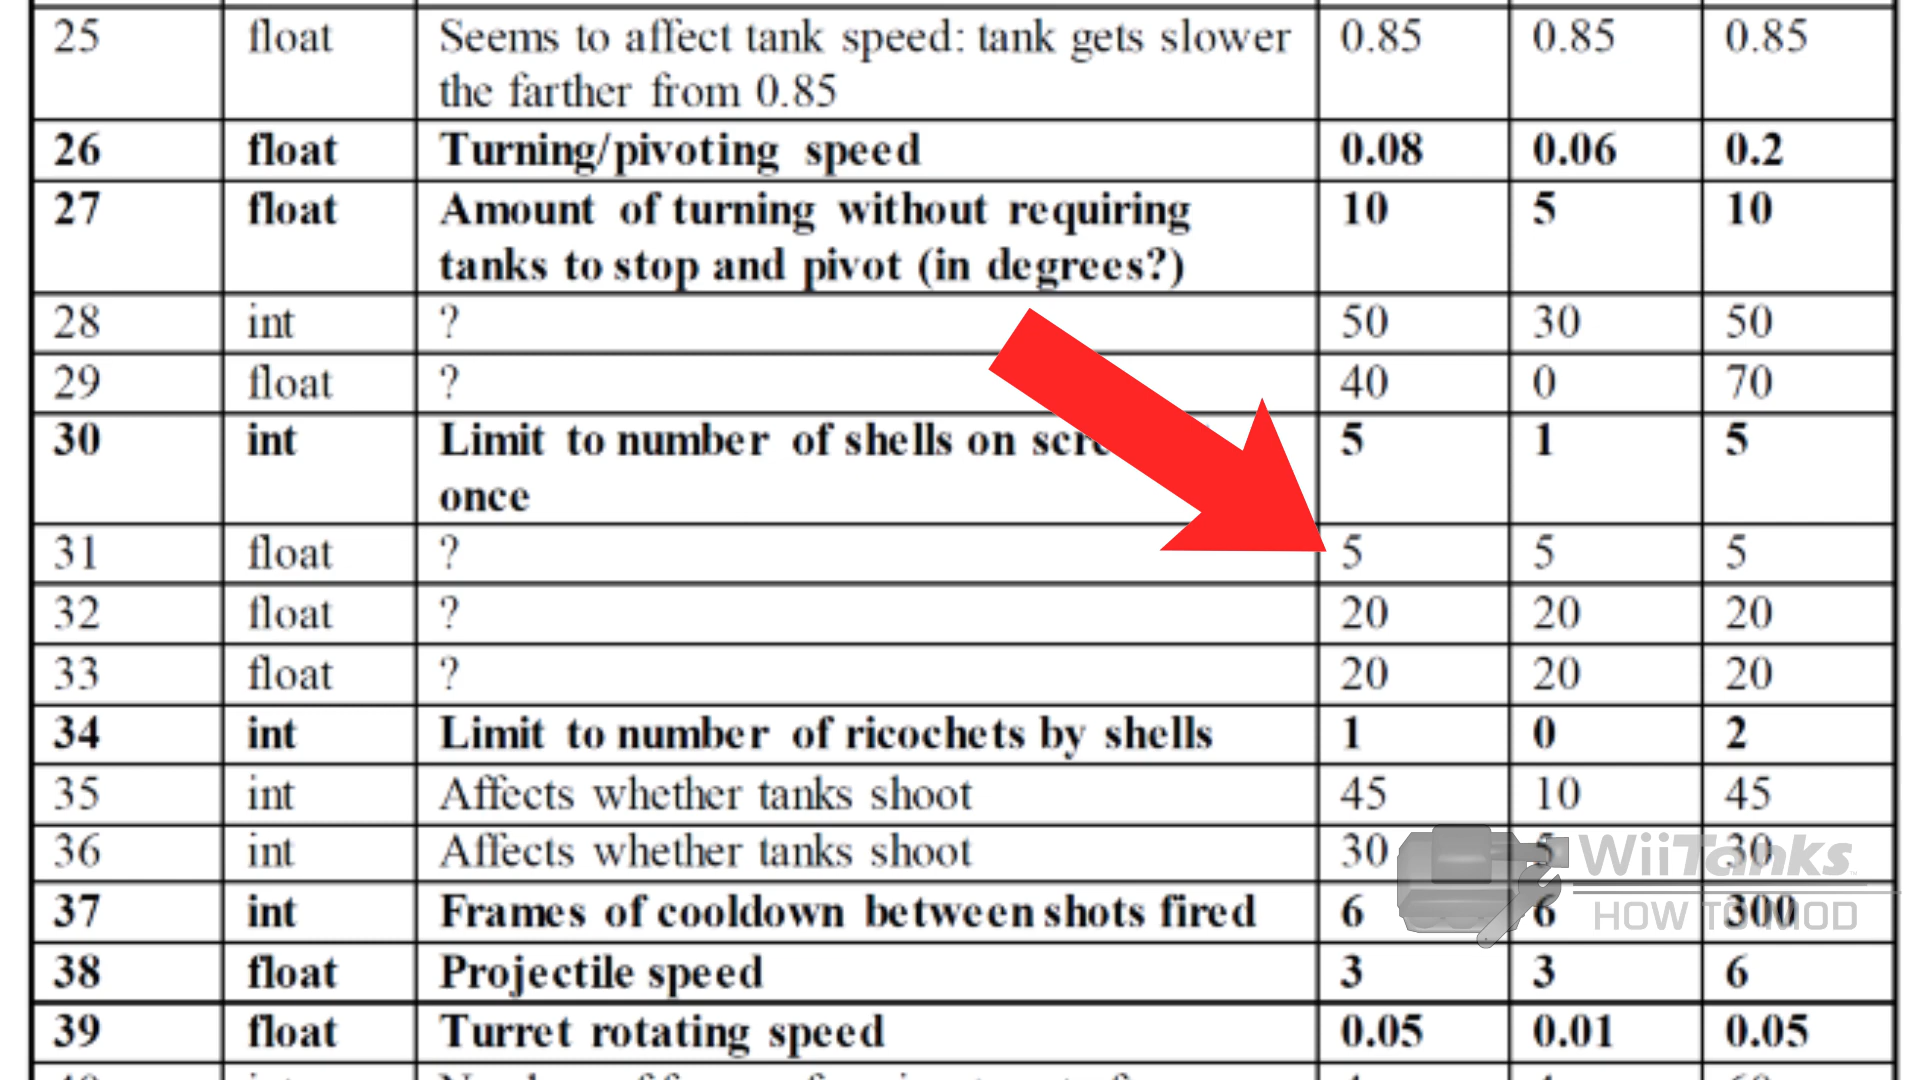 25 float Seems to affect tank speed: tank gets slower 0.85 0.85 0.85
the farther from 0.85
26 float Turning/pivoting speed 0.08 0.06 0.2
27 float Amount of turning without requiring 10 5 10
tanks to stop and pivot (in degrees?)
28 int ? 50 30 50
29 float ? 40 0 70
30 int Limit to number of shells on 5 1 5
once
31 float ? 5 5 5
32 float ? 20 20 20
33 float ? 20 20 20
34 int Limit to number of ricochets by shells 1 0 2
35 int Affects whether tanks shoot 45 10 45
36 int Affects whether tanks shoot 30 5 30
WiiTanks
37 int Frames of cooldown between shots fired 6 6 300
HOW TO MOD
38 float Projectile speed 3 3 6
39 float Turret rotating speed 0.05 0.01 0.05